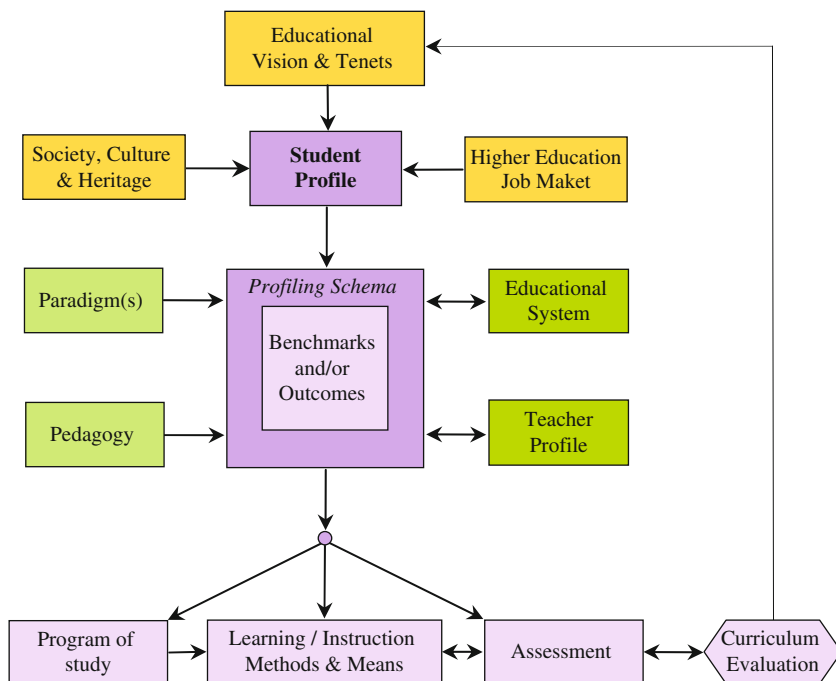 Educational
Vision & Tenets
Society, Culture
& Heritage
Student
Profile
Higher Education
Job Maket
Paradigm(s)
Profiling Schema
Educational
System
Benchmarks
and/or
Outcomes
Pedagogy
Teacher
Profile
Program of
study
Learning / Instruction
Methods & Means
Assessment
Curriculum
Evaluation